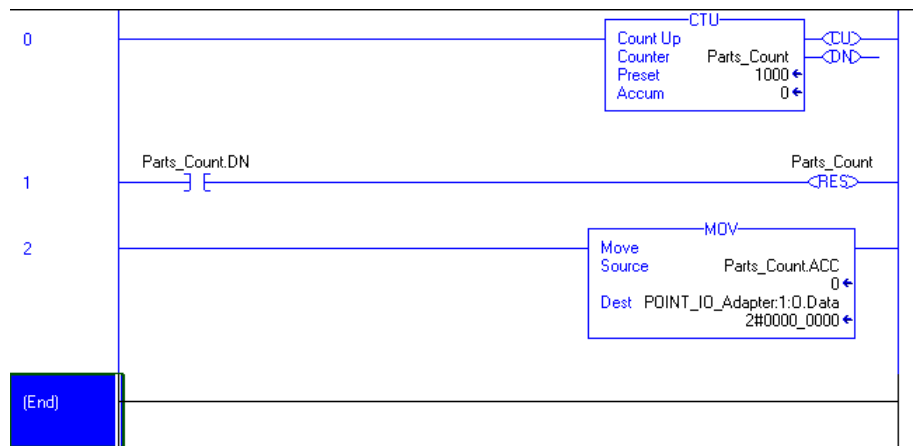 0
CTU
Count Up
CU
Counter Parts_Count
DN
Preset 1000
Accum 0
Parts_Count.DN
Parts_Count
1
RES
MOV
2
Move
Source Parts_Count.ACC
0
Dest POINT_IO_Adapter:1:O.Data
2#0000_0000
(End)